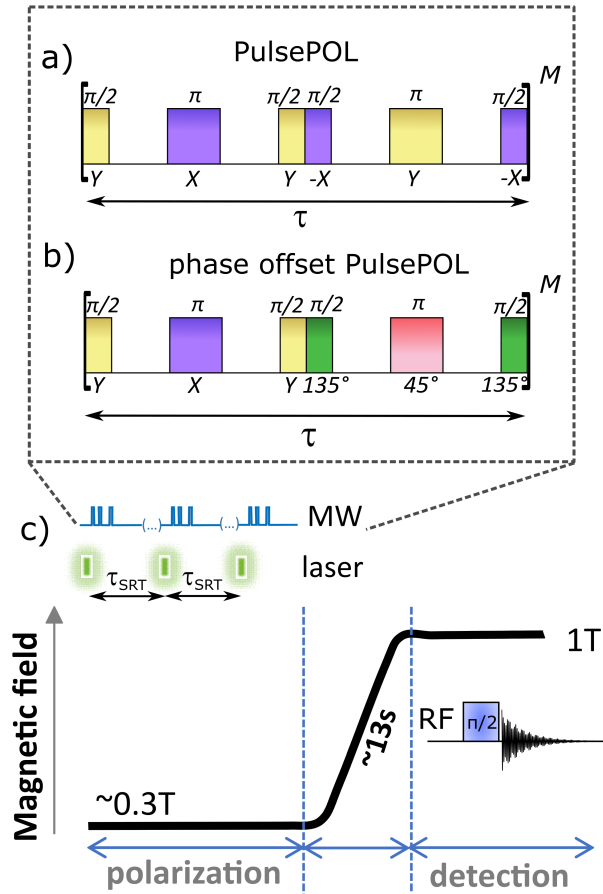 a) PulsePOL
π/2 π π/2 π/2 π π/2 M
Y X Y -X Y -X
τ
b) phase offset PulsePOL
π/2 π π/2 π/2 π π/2 M
Y X Y 135° 45° 135°
τ
c) (...) (...) MW
τSRT τSRT laser
Magnetic field
1T
~13s
RF π/2
~0.3T
polarization detection